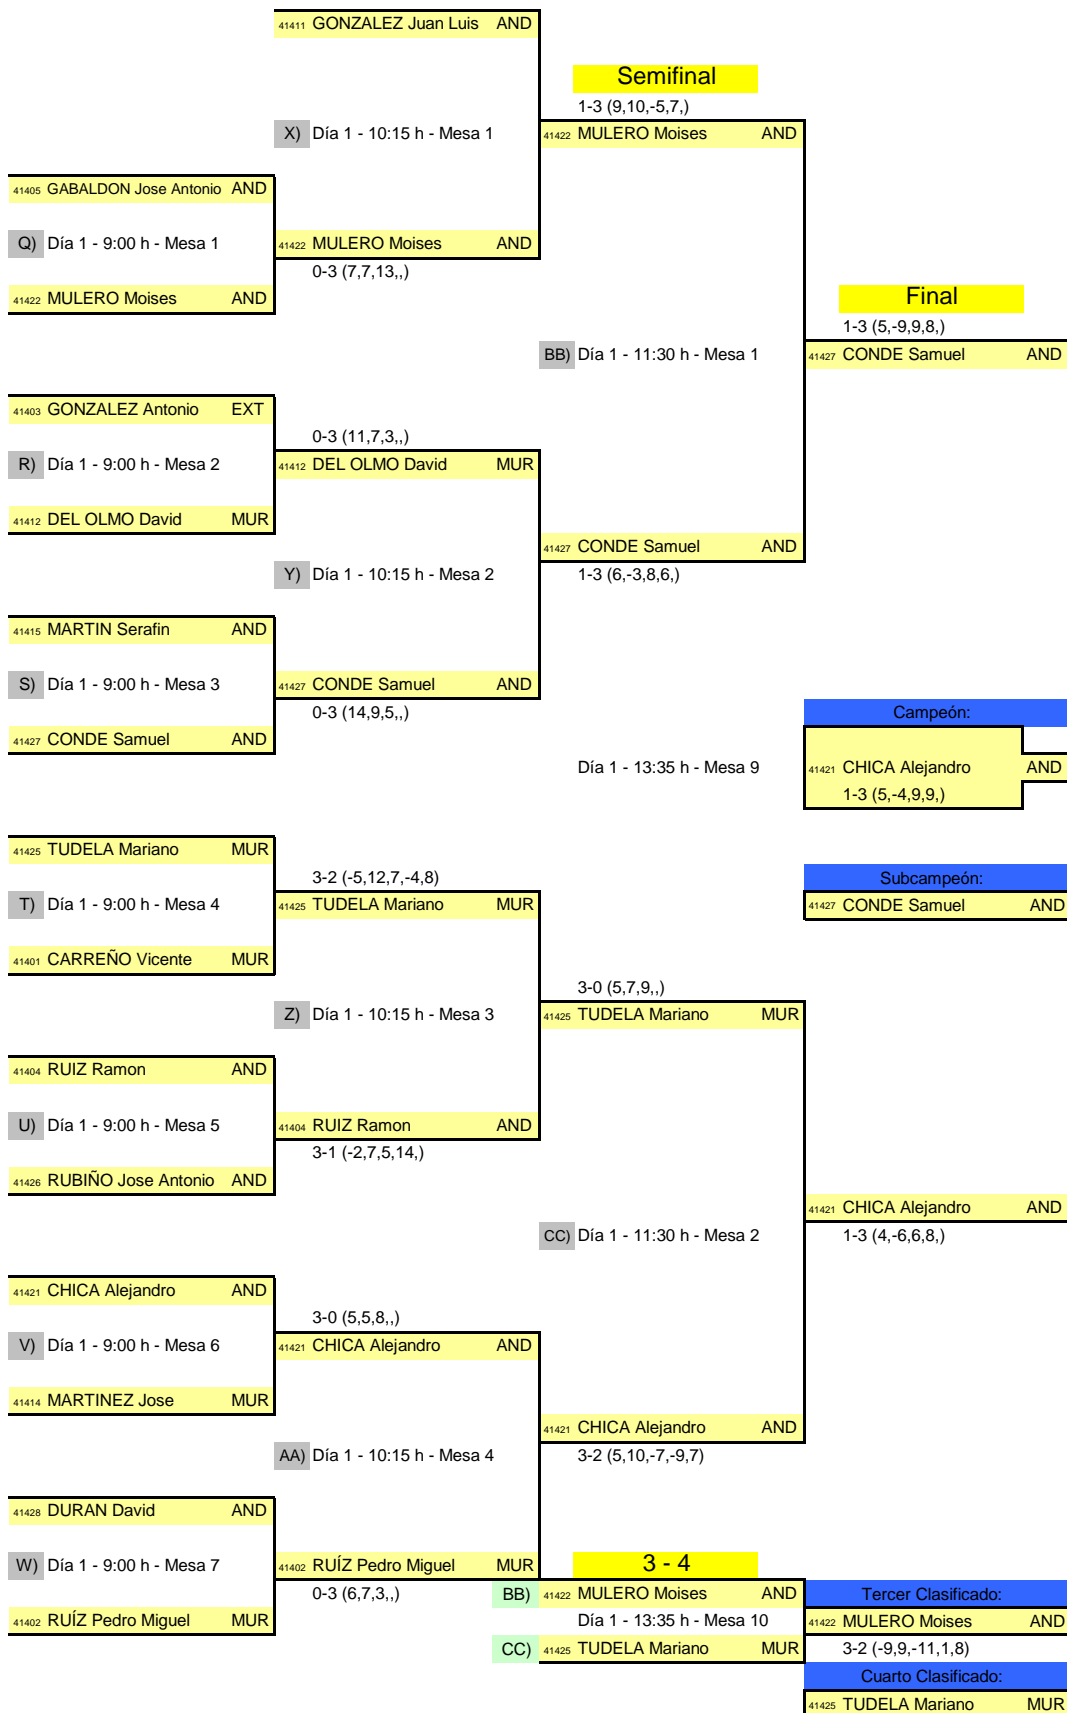 41411 GONZALEZ Juan Luis AND
Semifinal
1-3 (9,10,-5,7,)
X) Día 1 - 10:15 h - Mesa 1
41422 MULERO Moises AND
41405 GABALDON Jose Antonio AND
Q) Día 1 - 9:00 h - Mesa 1
41422 MULERO Moises AND
0-3 (7,7,13,,)
41422 MULERO Moises AND
Final
1-3 (5,-9,9,8,)
BB) Día 1 - 11:30 h - Mesa 1
41427 CONDE Samuel AND
41403 GONZALEZ Antonio EXT
0-3 (11,7,3,,)
R) Día 1 - 9:00 h - Mesa 2
41412 DEL OLMO David MUR
41412 DEL OLMO David MUR
41427 CONDE Samuel AND
Y) Día 1 - 10:15 h - Mesa 2
1-3 (6,-3,8,6,)
41415 MARTIN Serafin AND
S) Día 1 - 9:00 h - Mesa 3
41427 CONDE Samuel AND
0-3 (14,9,5,,)
Campeón:
41427 CONDE Samuel AND
Día 1 - 13:35 h - Mesa 9
41421 CHICA Alejandro AND
1-3 (5,-4,9,9,)
41425 TUDELA Mariano MUR
3-2 (-5,12,7,-4,8)
Subcampeón:
T) Día 1 - 9:00 h - Mesa 4
41425 TUDELA Mariano MUR
41427 CONDE Samuel AND
41401 CARREÑO Vicente MUR
3-0 (5,7,9,,)
Z) Día 1 - 10:15 h - Mesa 3
41425 TUDELA Mariano MUR
41404 RUIZ Ramon AND
U) Día 1 - 9:00 h - Mesa 5
41404 RUIZ Ramon AND
3-1 (-2,7,5,14,)
41426 RUBIÑO Jose Antonio AND
41421 CHICA Alejandro AND
CC) Día 1 - 11:30 h - Mesa 2
1-3 (4,-6,6,8,)
41421 CHICA Alejandro AND
3-0 (5,5,8,,)
V) Día 1 - 9:00 h - Mesa 6
41421 CHICA Alejandro AND
41414 MARTINEZ Jose MUR
41421 CHICA Alejandro AND
AA) Día 1 - 10:15 h - Mesa 4
3-2 (5,10,-7,-9,7)
41428 DURAN David AND
W) Día 1 - 9:00 h - Mesa 7
41402 RUÍZ Pedro Miguel MUR
3 - 4
0-3 (6,7,3,,)
BB) 41422 MULERO Moises AND
Tercer Clasificado:
41402 RUÍZ Pedro Miguel MUR
Día 1 - 13:35 h - Mesa 10
41422 MULERO Moises AND
CC) 41425 TUDELA Mariano MUR
3-2 (-9,9,-11,1,8)
Cuarto Clasificado:
41425 TUDELA Mariano MUR